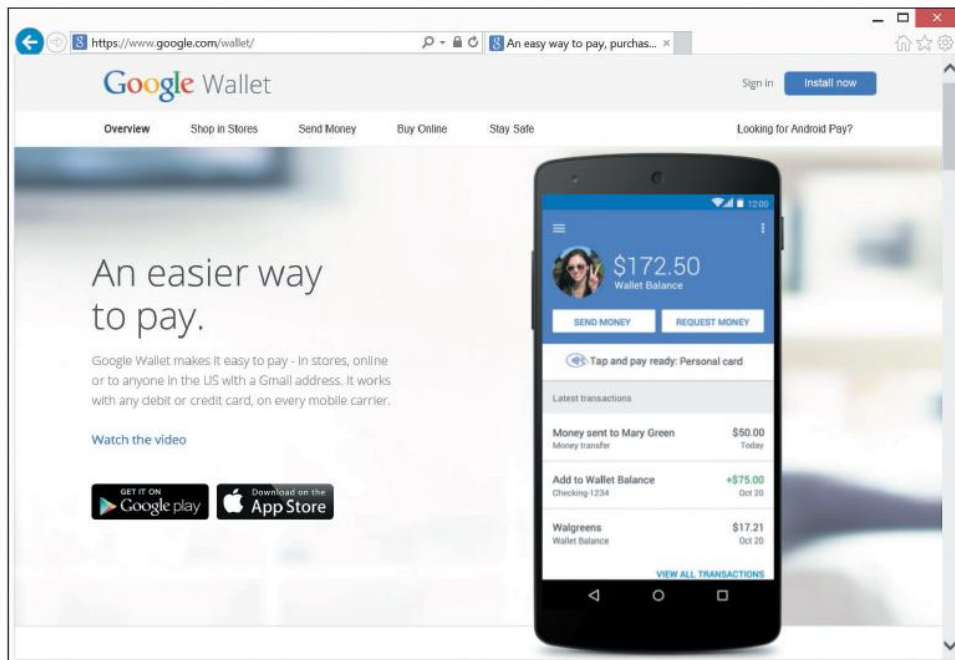 https://www.google.com/wallet/
An easy way to pay, purchas...
Google Wallet
Sign in
Install now
Overview Shop in Stores Send Money Buy Online Stay Safe Looking for Android Pay?
An easier way
to pay.
Google Wallet makes it easy to pay - in stores, online
or to anyone in the US with a Gmail address. It works
with any debit or credit card, on every mobile carrier.
Watch the video
GET IT ON
Google play
Download on the
App Store
12:00
$172.50
Wallet Balance
SEND MONEY REQUEST MONEY
Tap and pay ready: Personal card
Latest transactions
Money sent to Mary Green $50.00
Money transfer Today
Add to Wallet Balance +$75.00
Checking-1234 Oct 20
Walgreens $17.21
Wallet Balance Oct 20
VIEW ALL TRANSACTIONS